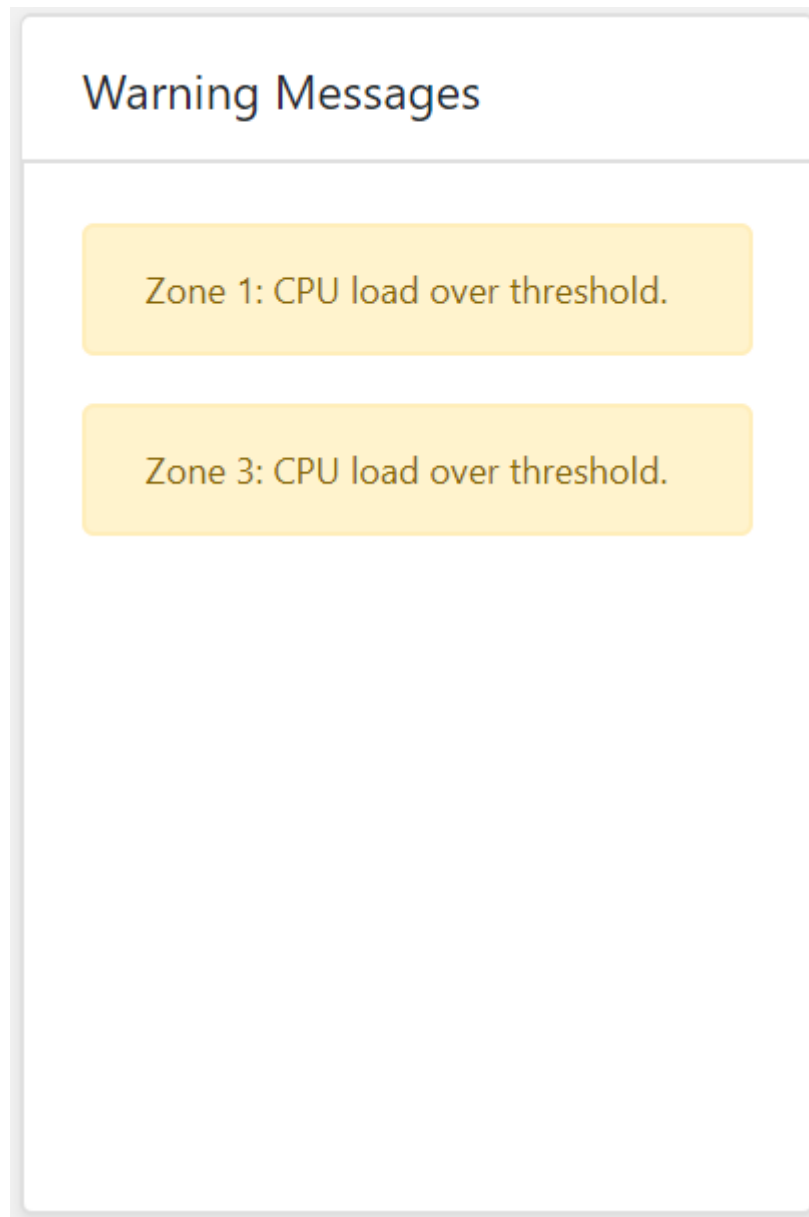 Warning Messages
Zone 1: CPU load over threshold.
Zone 3: CPU load over threshold.